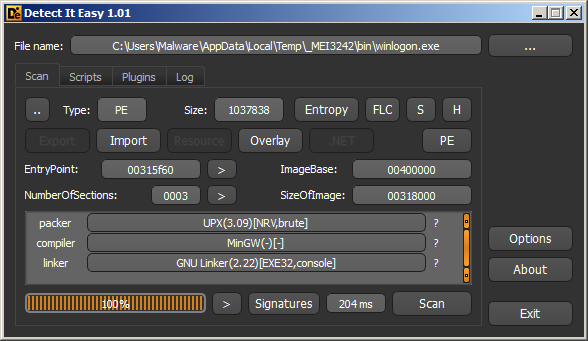 Detect It Easy 1.01
File name: C:\Users\Malware\AppData\Local\Temp\_MEI3242\bin\winlogon.exe ...
Scan Scripts Plugins Log
.. Type: PE Size: 1037838 Entropy FLC S H
Export Import Resource Overlay .NET PE
EntryPoint: 00315f60 > ImageBase: 00400000
NumberOfSections: 0003 > SizeOfImage: 00318000
packer UPX(3.09)[NRV,brute] ?
compiler MinGW(-)[-] ?
linker GNU Linker(2.22)[EXE32,console] ?
Options
About
100% > Signatures 204 ms Scan
Exit